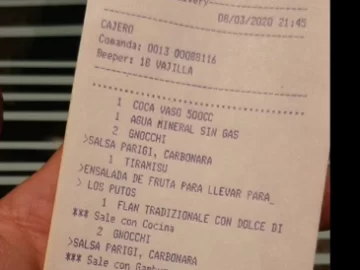 08/03/2020 21:45
CAJERO
Comanda: 0013 00088116
Beeper: 18 VAJILLA
1 COCA VASO 500CC
1 AGUA MINERAL SIN GAS
2 GNOCCHI
>SALSA PARIGI, CARBONARA
1 TIRAMISU
>ENSALADA DE FRUTA PARA LLEVAR PARA_
> LOS PUTOS
1 FLAN TRADIZIONALE CON DOLCE DI
*** Sale con Cocina
2 GNOCCHI
>SALSA PARIGI, CARBONARA
*** Sale con